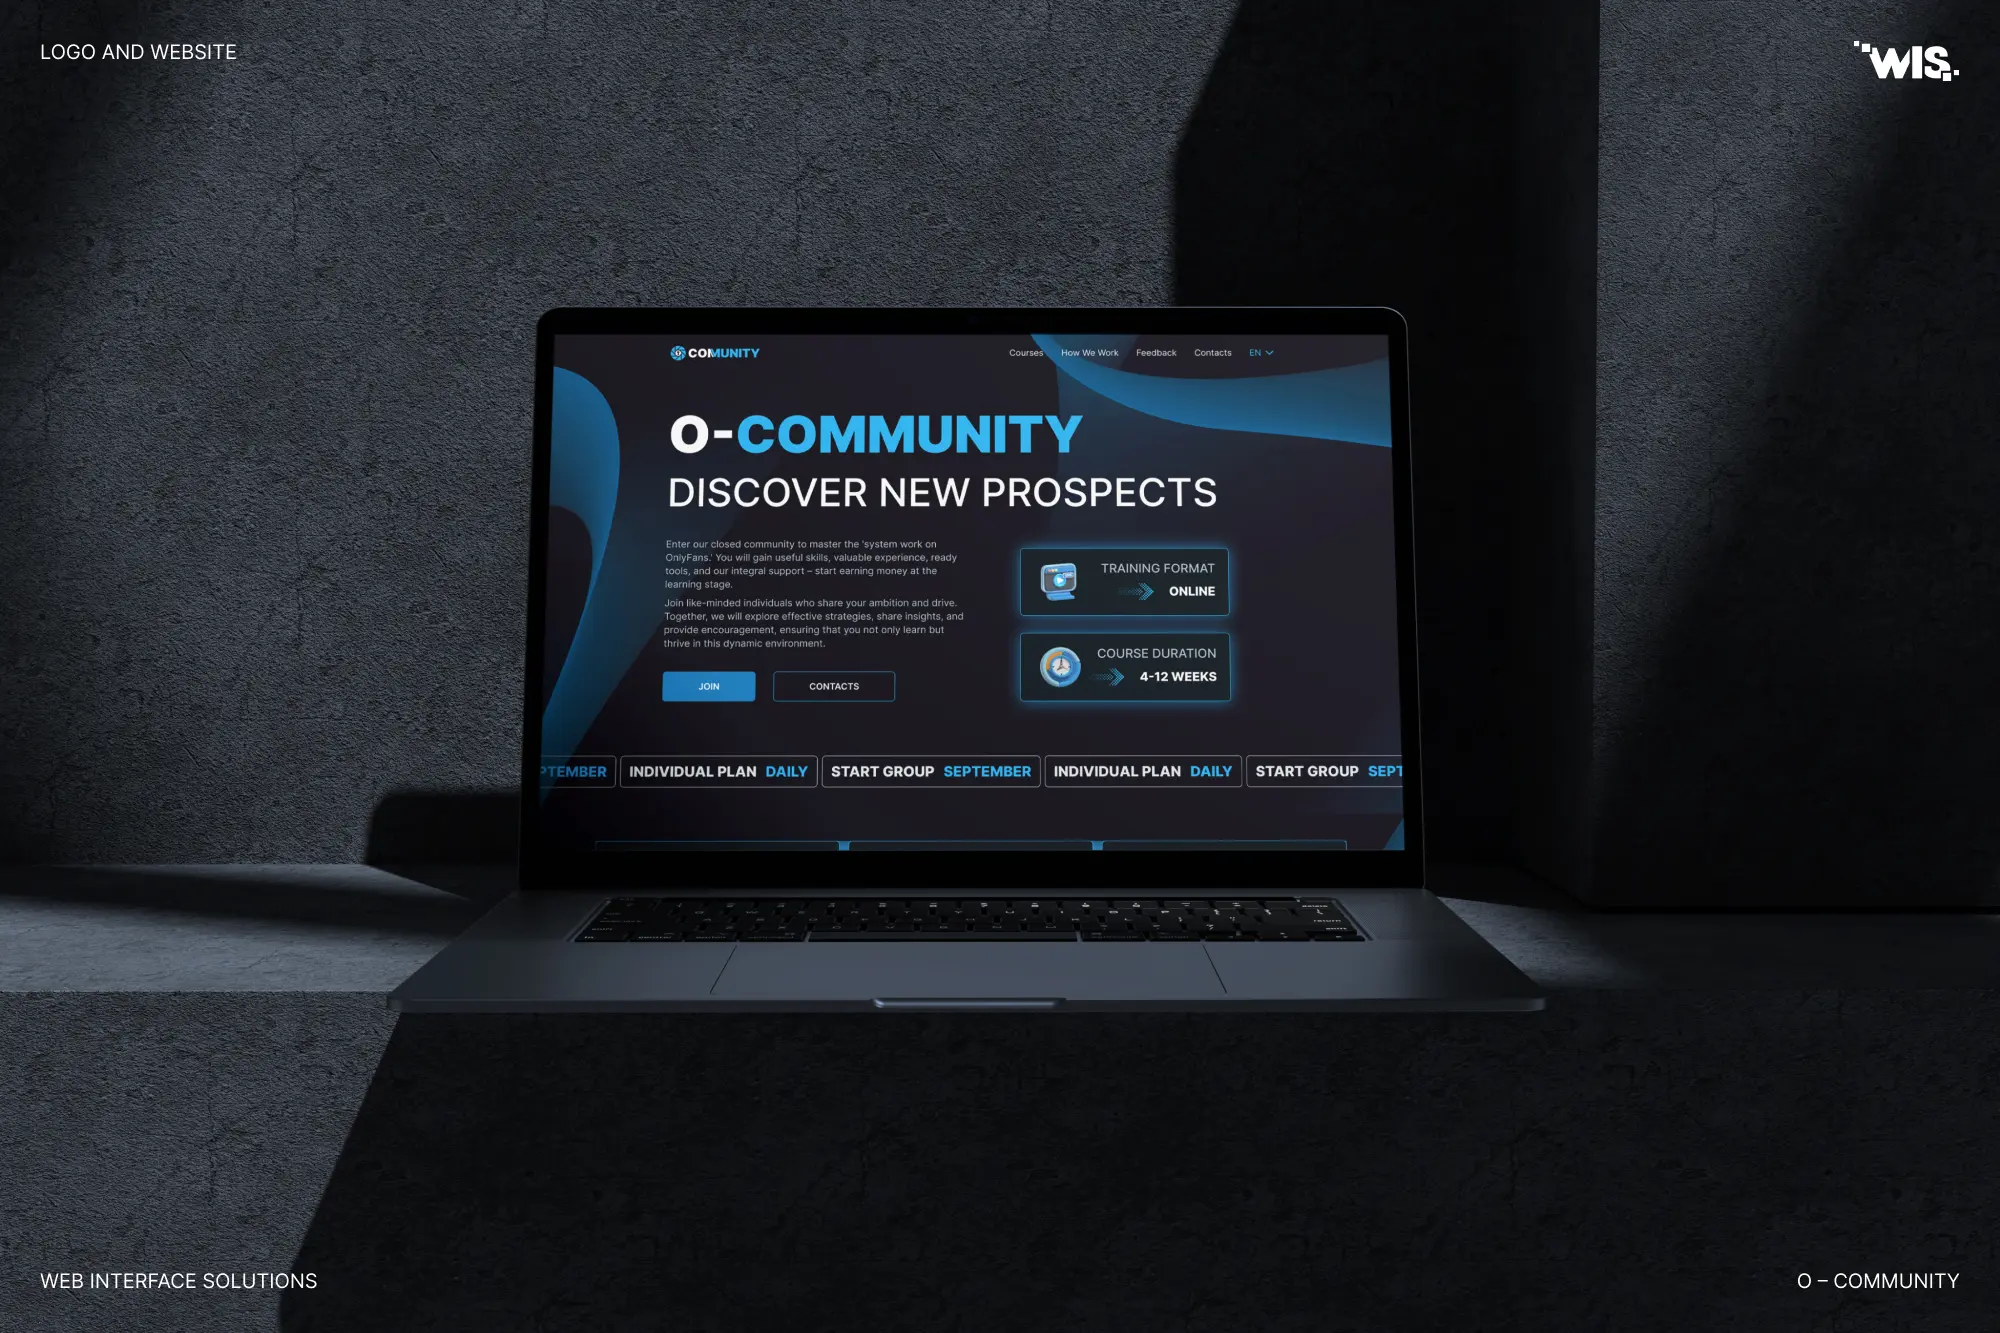 LOGO AND WEBSITE
WIS
COMMUNITY
Courses How We Work Feedback Contacts EN
O-COMMUNITY
DISCOVER NEW PROSPECTS
Enter our closed community to master the 'system work on
OnlyFans.' You will gain useful skills, valuable experience, ready
tools, and our integral support – start earning money at the
learning stage.
Join like-minded individuals who share your ambition and drive.
Together, we will explore effective strategies, share insights, and
provide encouragement, ensuring that you not only learn but
thrive in this dynamic environment.
JOIN CONTACTS
TRAINING FORMAT
ONLINE
COURSE DURATION
4-12 WEEKS
PTEMBER INDIVIDUAL PLAN DAILY START GROUP SEPTEMBER INDIVIDUAL PLAN DAILY START GROUP SEPT
WEB INTERFACE SOLUTIONS
O – COMMUNITY